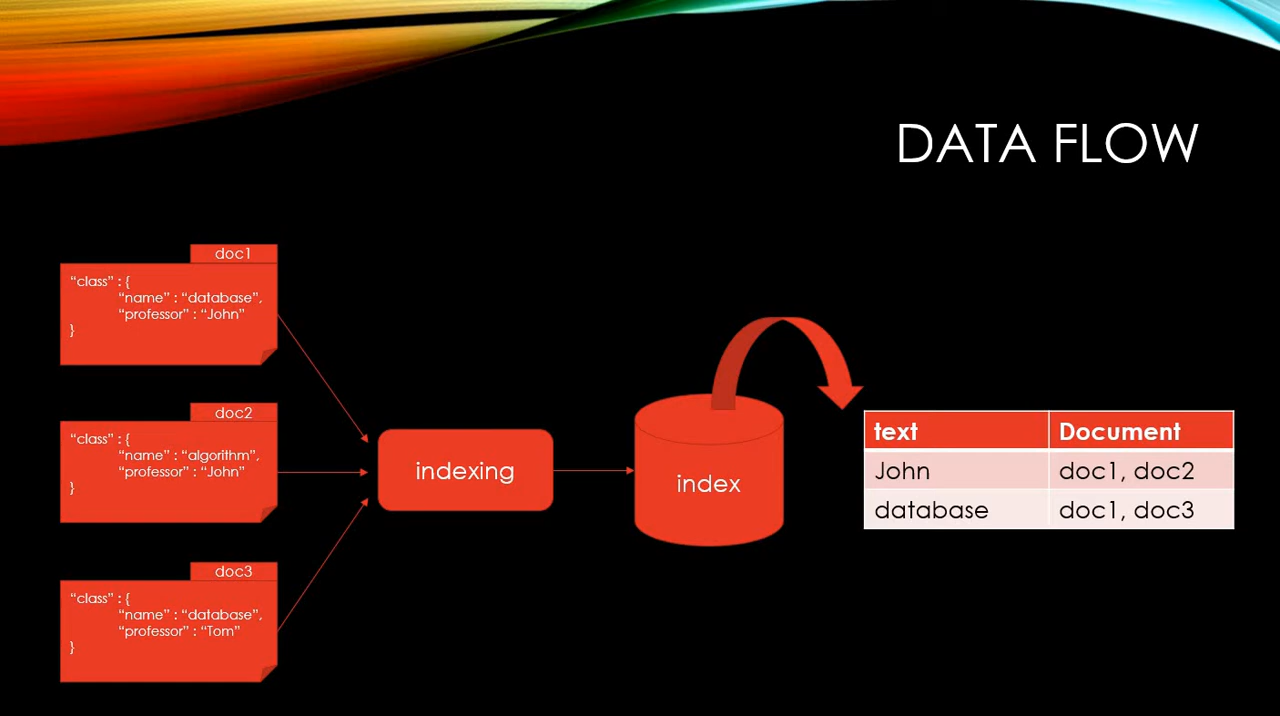 DATA FLOW
doc1
“class” : {
“name” : “database”,
“professor” : “John”
}
doc2
“class” : {
“name” : “algorithm”,
“professor” : “John”
}
doc3
“class” : {
“name” : “database”,
“professor” : “Tom”
}
indexing
index
text Document
John doc1, doc2
database doc1, doc3